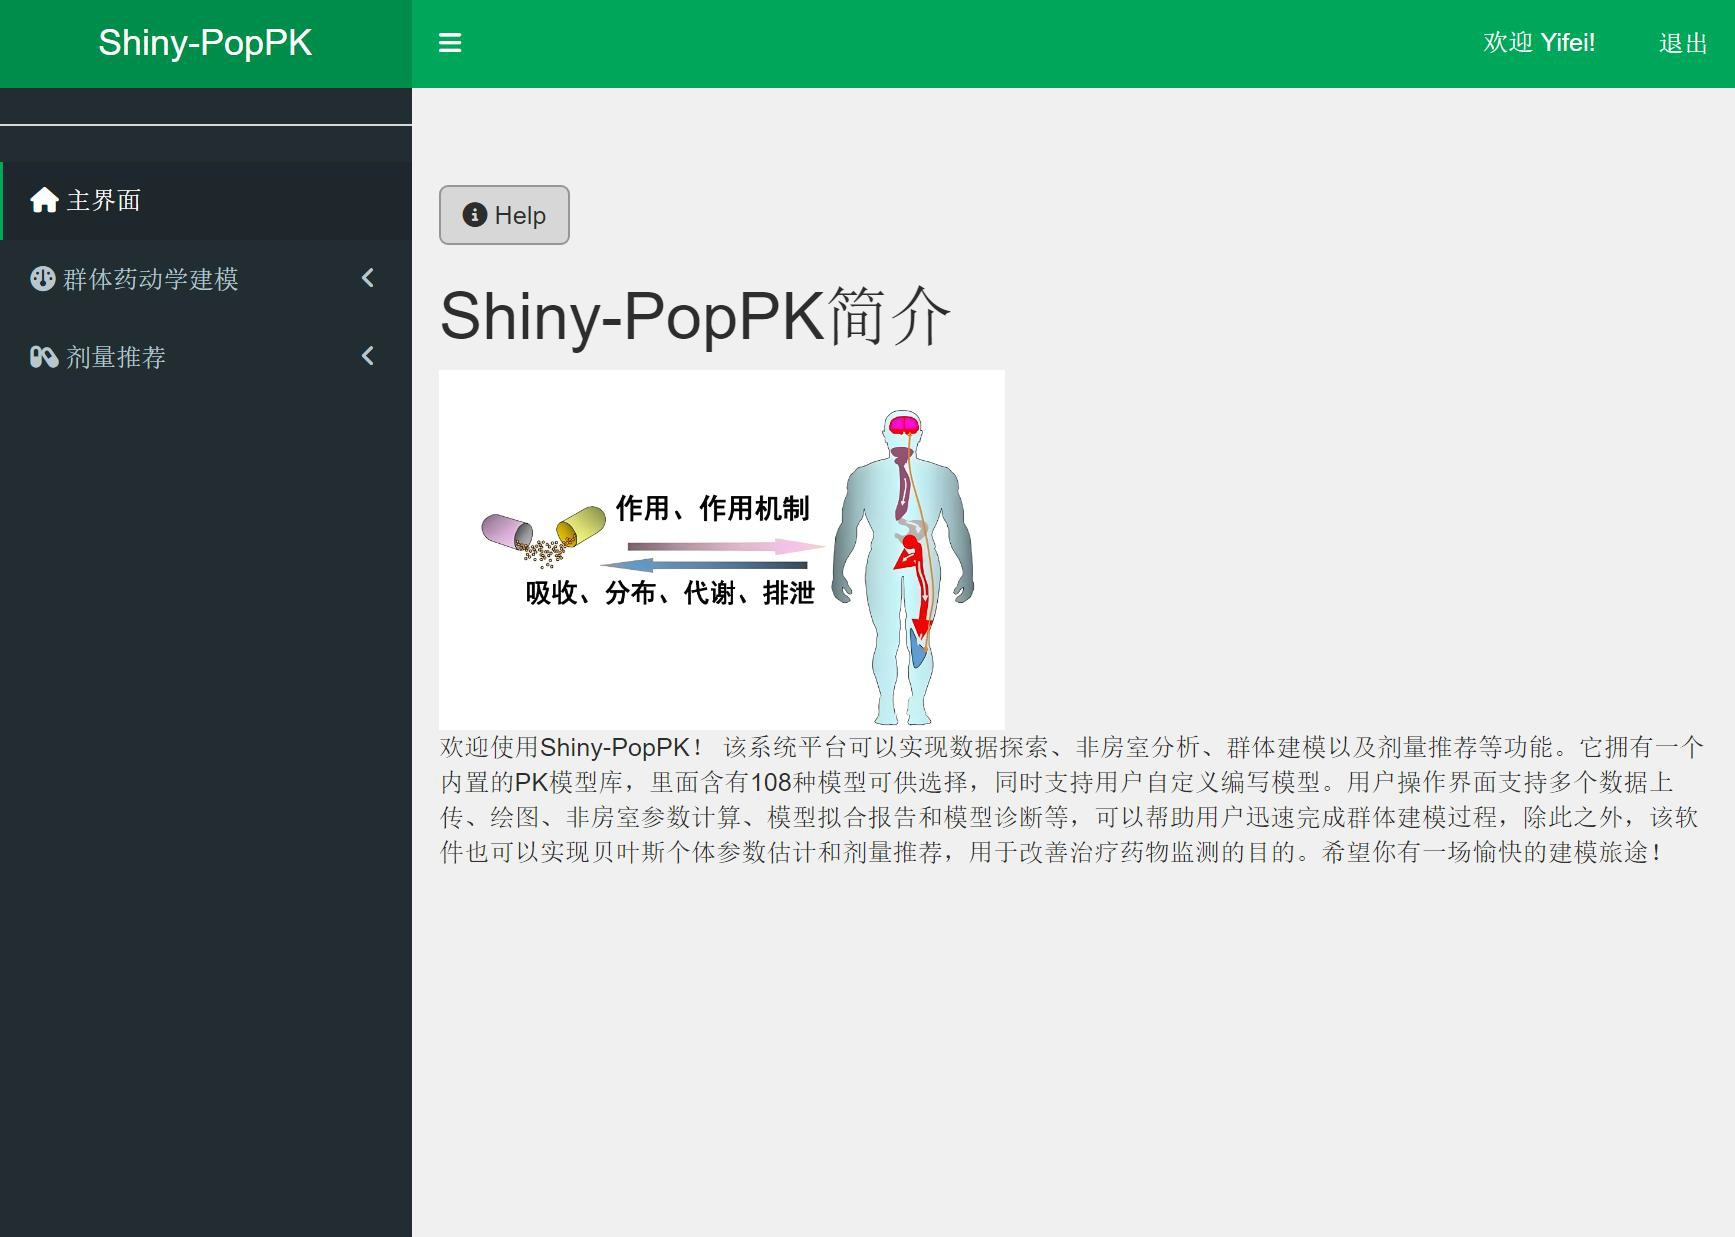 Shiny-PopPK
欢迎 Yifei!
退出
主界面
群体药动学建模
剂量推荐
Help
Shiny-PopPK简介
作用、作用机制
吸收、分布、代谢、排泄
欢迎使用Shiny-PopPK！ 该系统平台可以实现数据探索、非房室分析、群体建模以及剂量推荐等功能。它拥有一个
内置的PK模型库，里面含有108种模型可供选择，同时支持用户自定义编写模型。用户操作界面支持多个数据上
传、绘图、非房室参数计算、模型拟合报告和模型诊断等，可以帮助用户迅速完成群体建模过程，除此之外，该软
件也可以实现贝叶斯个体参数估计和剂量推荐，用于改善治疗药物监测的目的。希望你有一场愉快的建模旅途！